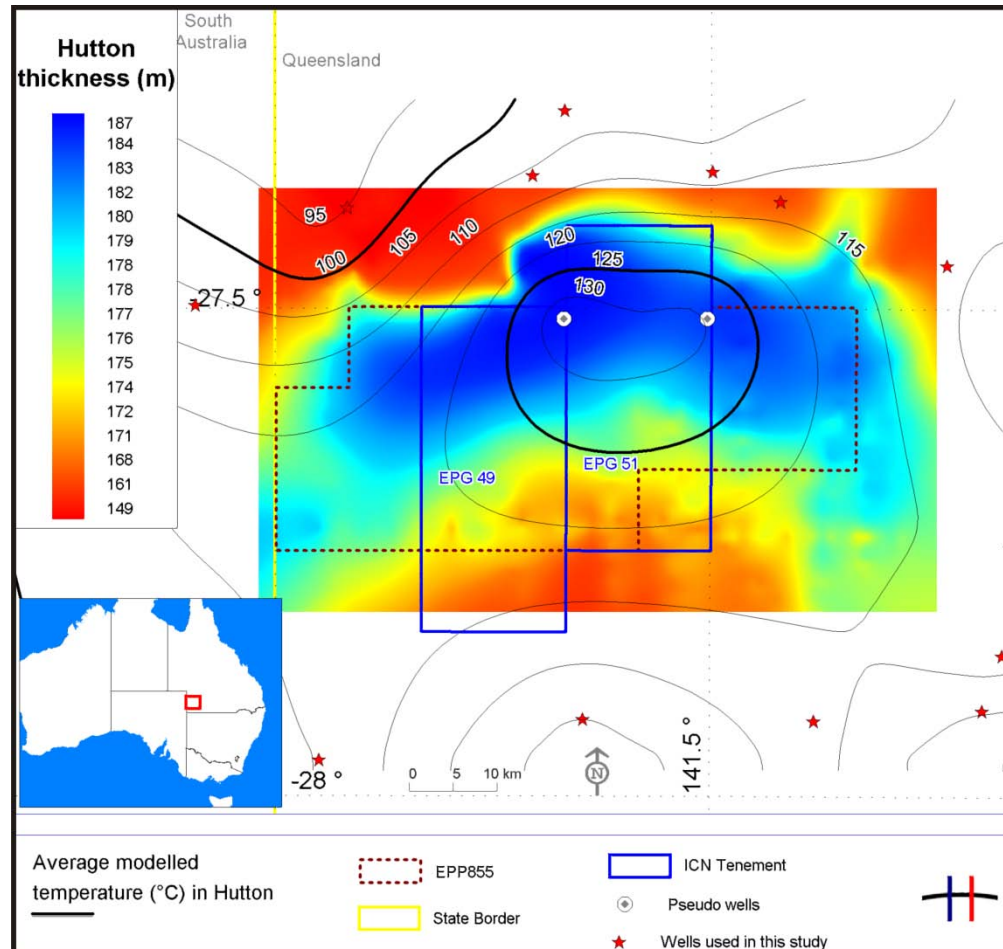 South
Australia
Queensland
Hutton
thickness (m)
187
184
183
182
180
179
178
178
176
175
174
172
171
168
161
149
95
100
105
110
115
120
125
130
-27.5 °
EPG 49
EPG 51
-28 °
0 5 10 km
N
141.5 °
Average modelled
temperature (°C) in Hutton
EPP855
State Border
ICN Tenement
Pseudo wells
Wells used in this study